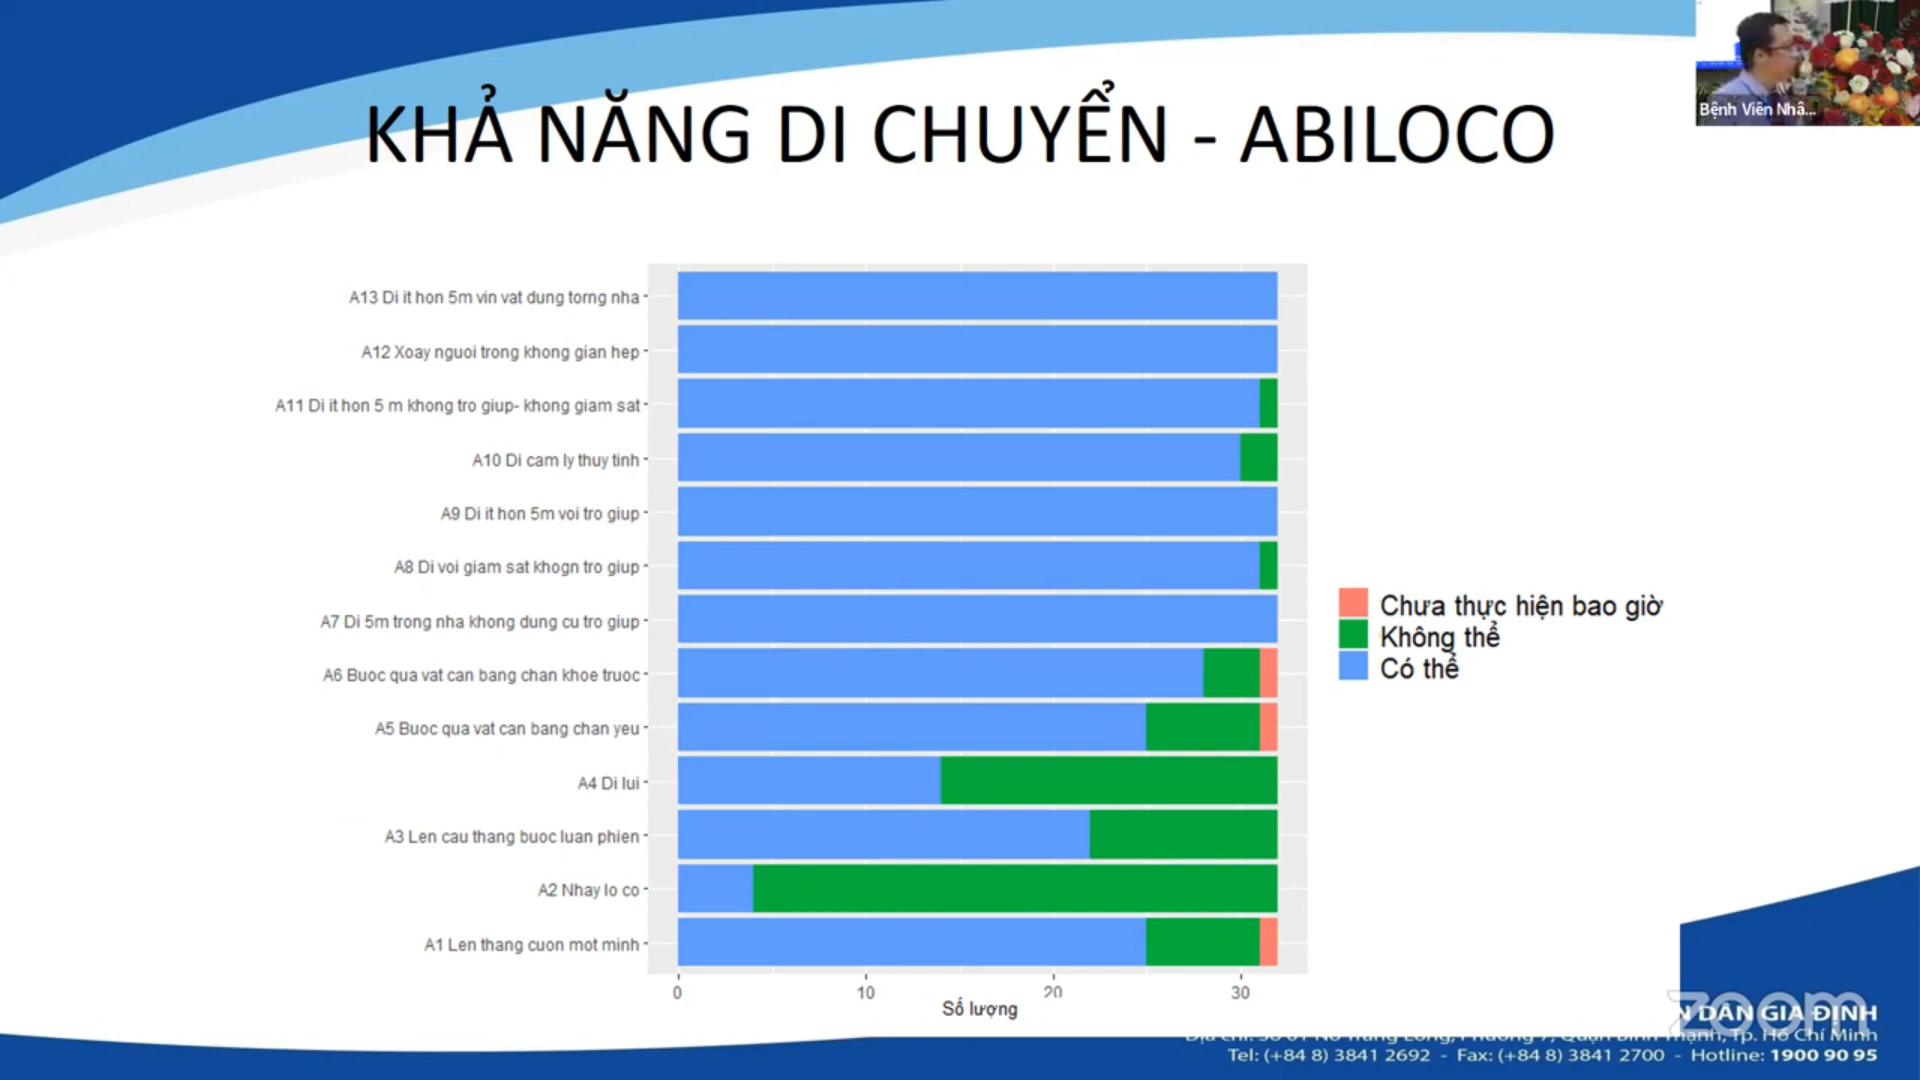 Bệnh Viên Nhâ...
KHẢ NĂNG DI CHUYỂN - ABILOCO
A13 Di it hon 5m vin vat dung torng nha
A12 Xoay nguoi trong khong gian hep
A11 Di it hon 5 m khong tro giup- khong giam sat
A10 Di cam ly thuy tinh
A9 Di it hon 5m voi tro giup
A8 Di voi giam sat khogn tro giup
A7 Di 5m trong nha khong dung cu tro giup
A6 Buoc qua vat can bang chan khoe truoc
A5 Buoc qua vat can bang chan yeu
A4 Di lui
A3 Len cau thang buoc luan phien
A2 Nhay lo co
A1 Len thang cuon mot minh
0 10 20 30
Số lượng
Chưa thực hiện bao giờ
Không thể
Có thể
zoom
N DÂN GIA ĐỊNH
Tp. Hồ Chí Minh
Tel: (+84 8) 3841 2692 - Fax: (+84 8) 3841 2700 - Hotline: 1900 90 95